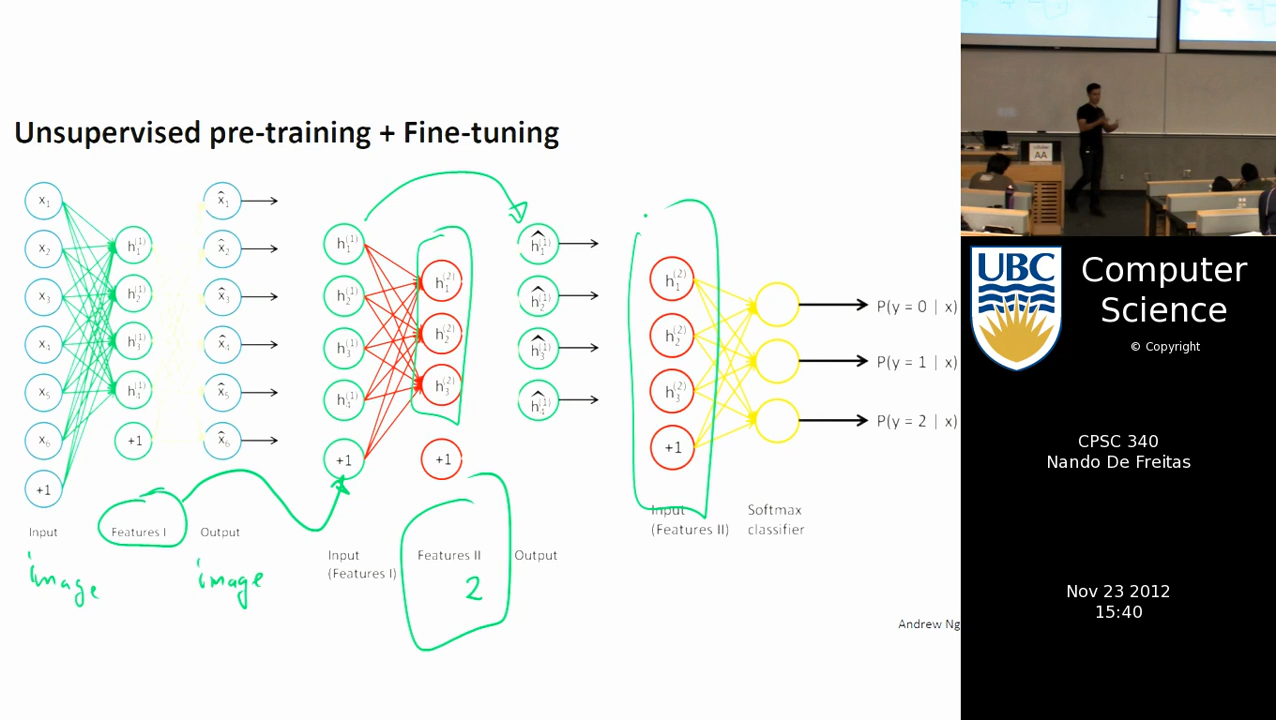 Unsupervised pre-training + Fine-tuning
x1
x2
x3
x4
x5
x6
+1
Input
image
h1(1)
h2(1)
h3(1)
h4(1)
+1
Features I
x̂1
x̂2
x̂3
x̂4
x̂5
x̂6
Output
image
h1(1)
h2(1)
h3(1)
h4(1)
+1
Input
(Features I)
h1(2)
h2(2)
h3(2)
+1
Features II
2
ĥ1(1)
ĥ2(1)
ĥ3(1)
ĥ4(1)
Output
h1(2)
h2(2)
h3(2)
+1
Input
(Features II)
Softmax
classifier
P(y = 0 | x)
P(y = 1 | x)
P(y = 2 | x)
Andrew Ng
AA
UBC
Computer
Science
© Copyright
CPSC 340
Nando De Freitas
Nov 23 2012
15:40